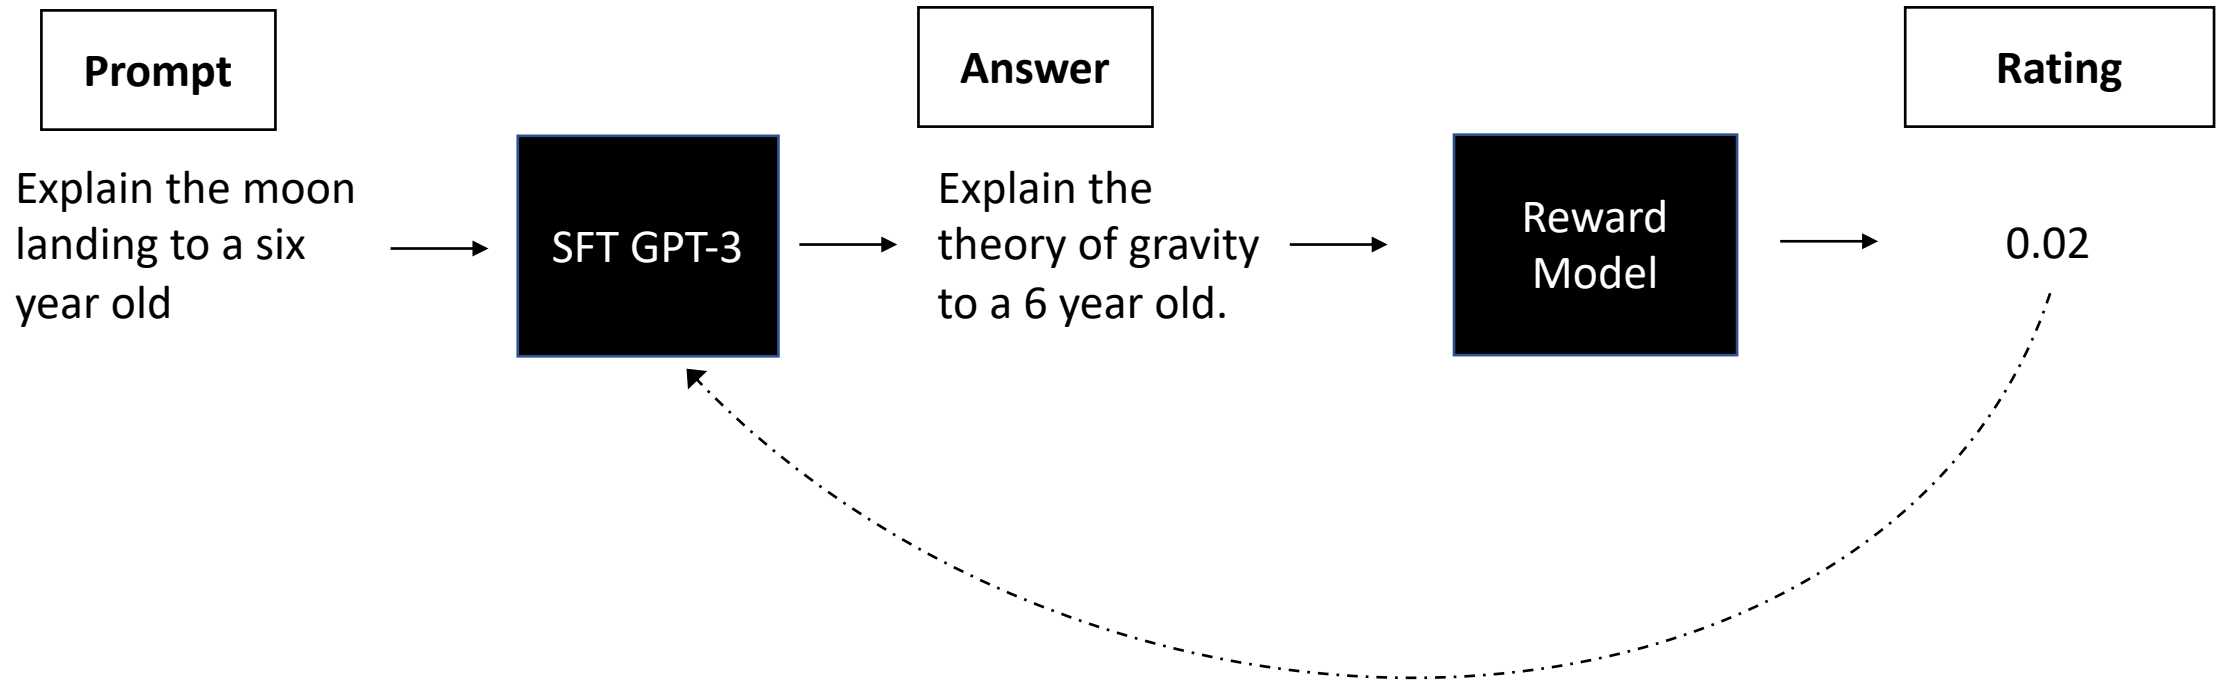 Prompt
Explain the moon
landing to a six
year old
SFT GPT-3
Answer
Explain the
theory of gravity
to a 6 year old.
Reward
Model
Rating
0.02